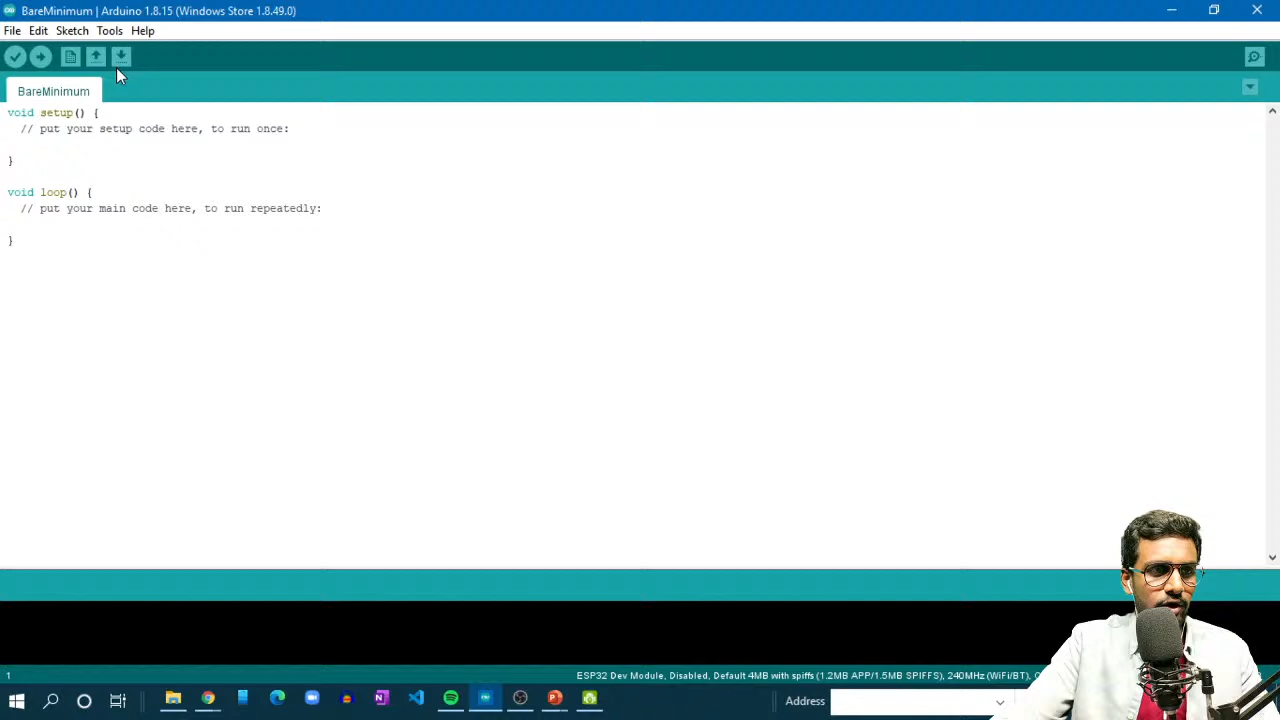 BareMinimum | Arduino 1.8.15 (Windows Store 1.8.49.0)
File Edit Sketch Tools Help
BareMinimum
void setup() {
// put your setup code here, to run once:
}
void loop() {
// put your main code here, to run repeatedly:
}
1
ESP32 Dev Module, Disabled, Default 4MB with spiffs (1.2MB APP/1.5MB SPIFFS), 240MHz (WiFi/BT),
Address